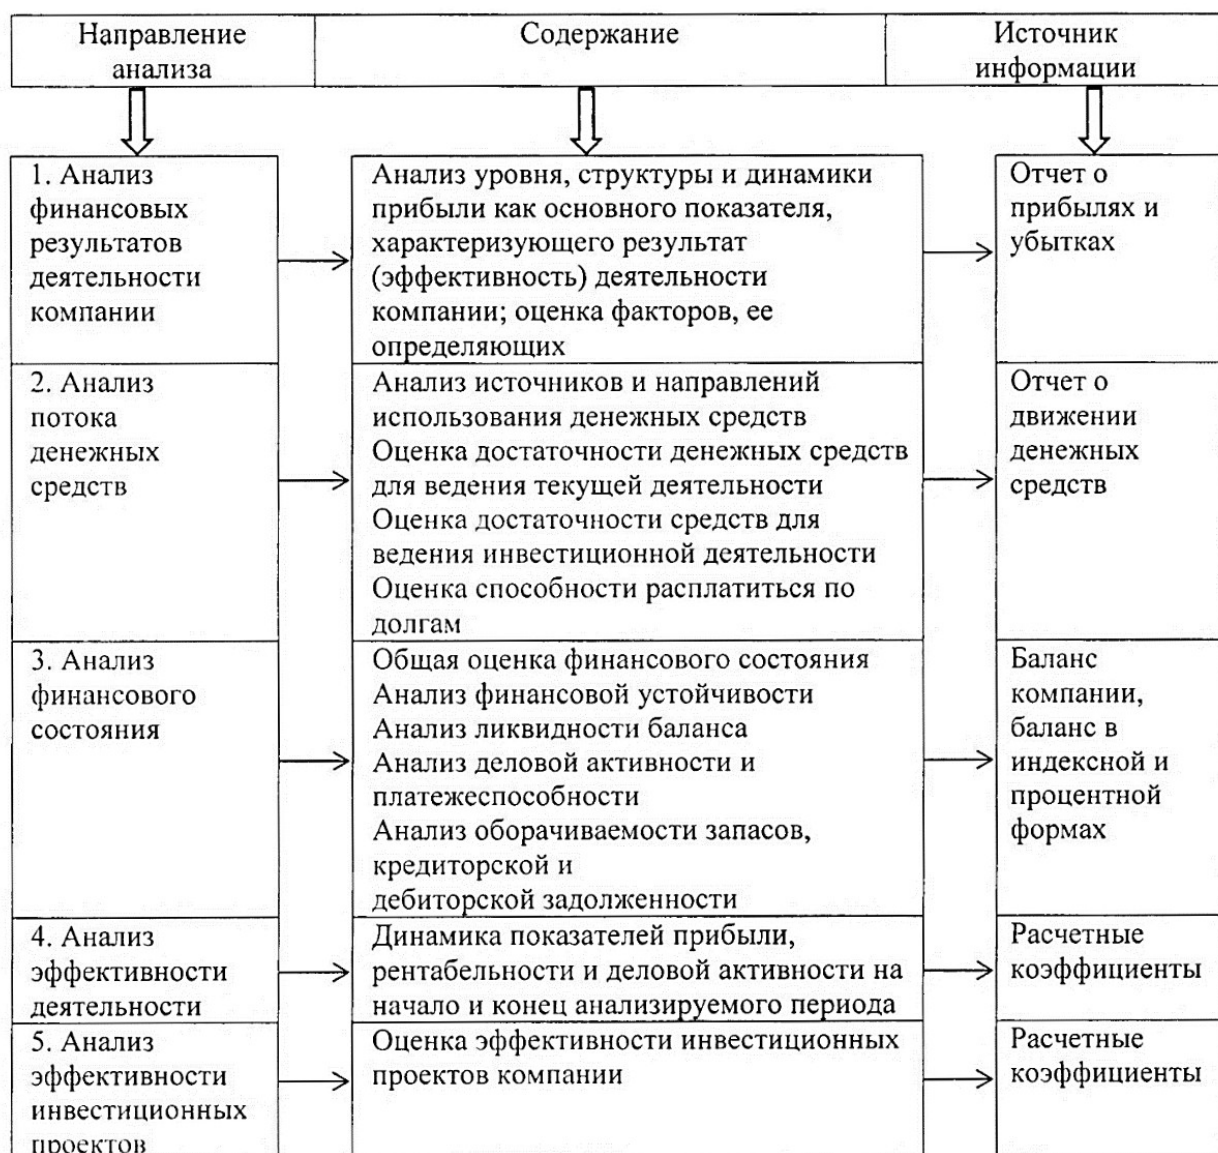 Направление
анализа
Содержание
Источник
информации
1. Анализ
финансовых
результатов
деятельности
компании
Анализ уровня, структуры и динамики
прибыли как основного показателя,
характеризующего результат
(эффективность) деятельности
компании; оценка факторов, ее
определяющих
Отчет о
прибылях и
убытках
2. Анализ
потока
денежных
средств
Анализ источников и направлений
использования денежных средств
Оценка достаточности денежных средств
для ведения текущей деятельности
Оценка достаточности средств для
ведения инвестиционной деятельности
Оценка способности расплатиться по
долгам
Отчет о
движении
денежных
средств
3. Анализ
финансового
состояния
Общая оценка финансового состояния
Анализ финансовой устойчивости
Анализ ликвидности баланса
Анализ деловой активности и
платежеспособности
Анализ оборачиваемости запасов,
кредиторской и
дебиторской задолженности
Баланс
компании,
баланс в
индексной и
процентной
формах
4. Анализ
эффективности
деятельности
Динамика показателей прибыли,
рентабельности и деловой активности на
начало и конец анализируемого периода
Расчетные
коэффициенты
5. Анализ
эффективности
инвестиционных
проектов
Оценка эффективности инвестиционных
проектов компании
Расчетные
коэффициенты